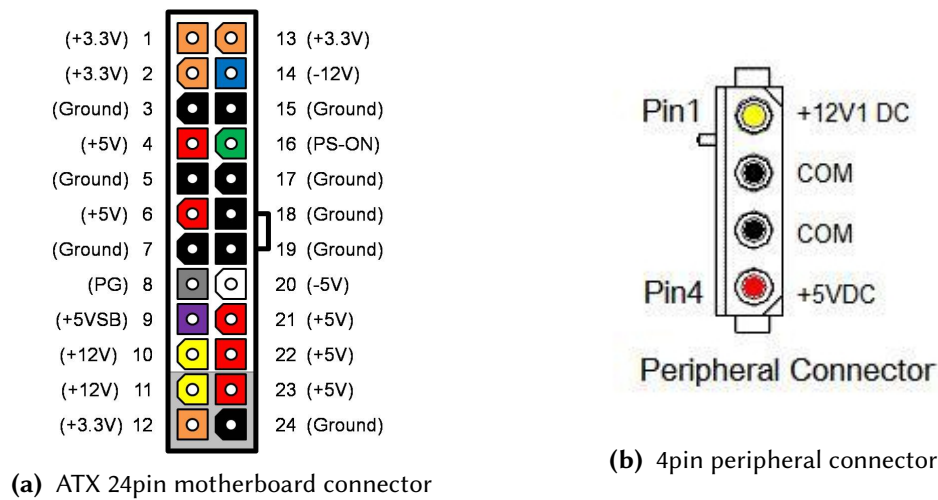 (+3.3V) 1 13 (+3.3V)
(+3.3V) 2 14 (-12V)
(Ground) 3 15 (Ground)
(+5V) 4 16 (PS-ON)
(Ground) 5 17 (Ground)
(+5V) 6 18 (Ground)
(Ground) 7 19 (Ground)
(PG) 8 20 (-5V)
(+5VSB) 9 21 (+5V)
(+12V) 10 22 (+5V)
(+12V) 11 23 (+5V)
(+3.3V) 12 24 (Ground)
(a) ATX 24pin motherboard connector
Pin1 +12V1 DC
COM
COM
Pin4 +5VDC
Peripheral Connector
(b) 4pin peripheral connector